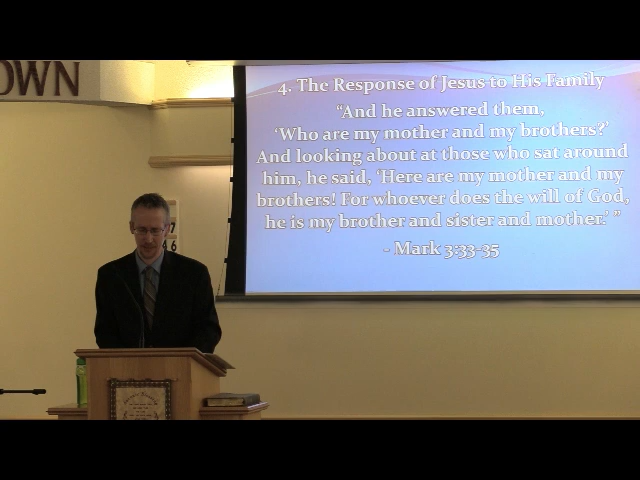 OWN
4. The Response of Jesus to His Family
“And he answered them,
‘Who are my mother and my brothers?’
And looking about at those who sat around
him, he said, ‘Here are my mother and my
brothers! For whoever does the will of God,
he is my brother and sister and mother.’ ”
- Mark 3:33-35
7
4 6